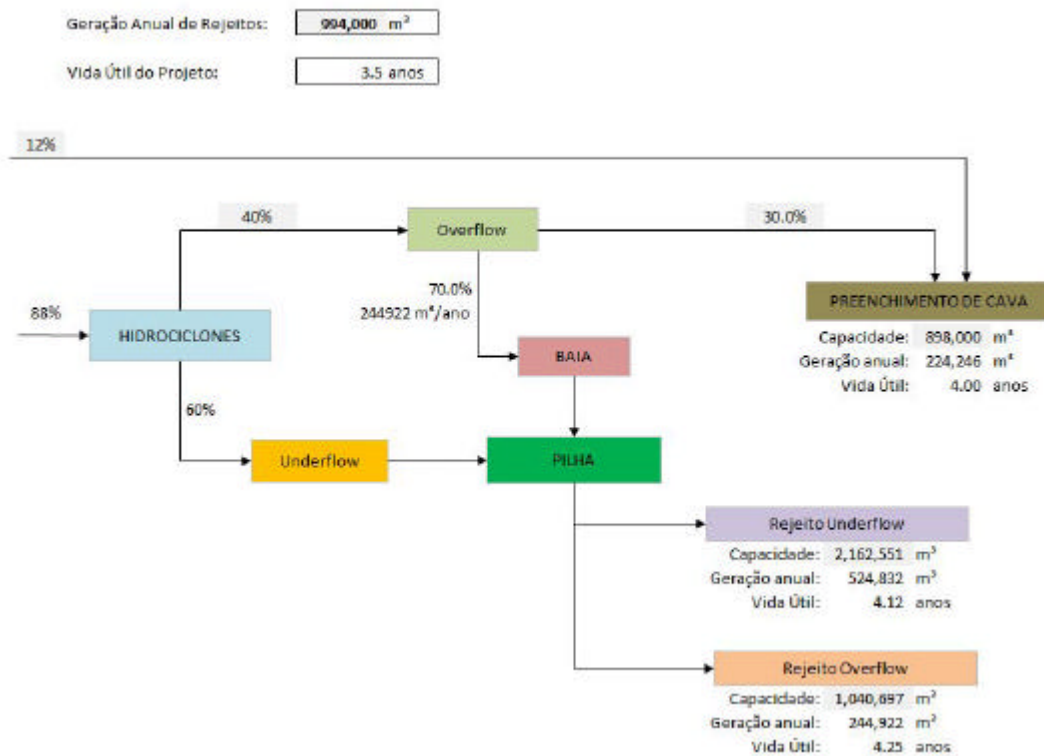 Geração Anual de Rejeitos: 994,000 m³
Vida Útil do Projeto: 3.5 anos
12%
40%
Overflow
30.0%
70.0%
244922 m³/ano
88%
HIDROCICLONES
PREENCHIMENTO DE CAVA
Capacidade: 898,000 m³
Geração anual: 224,246 m³
Vida Útil: 4.00 anos
BAIA
60%
Underflow
PILHA
Rejeito Underflow
Capacidade: 2,162,551 m³
Geração anual: 524,832 m³
Vida Útil: 4.12 anos
Rejeito Overflow
Capacidade: 1,040,697 m³
Geração anual: 244,922 m³
Vida Útil: 4.25 anos